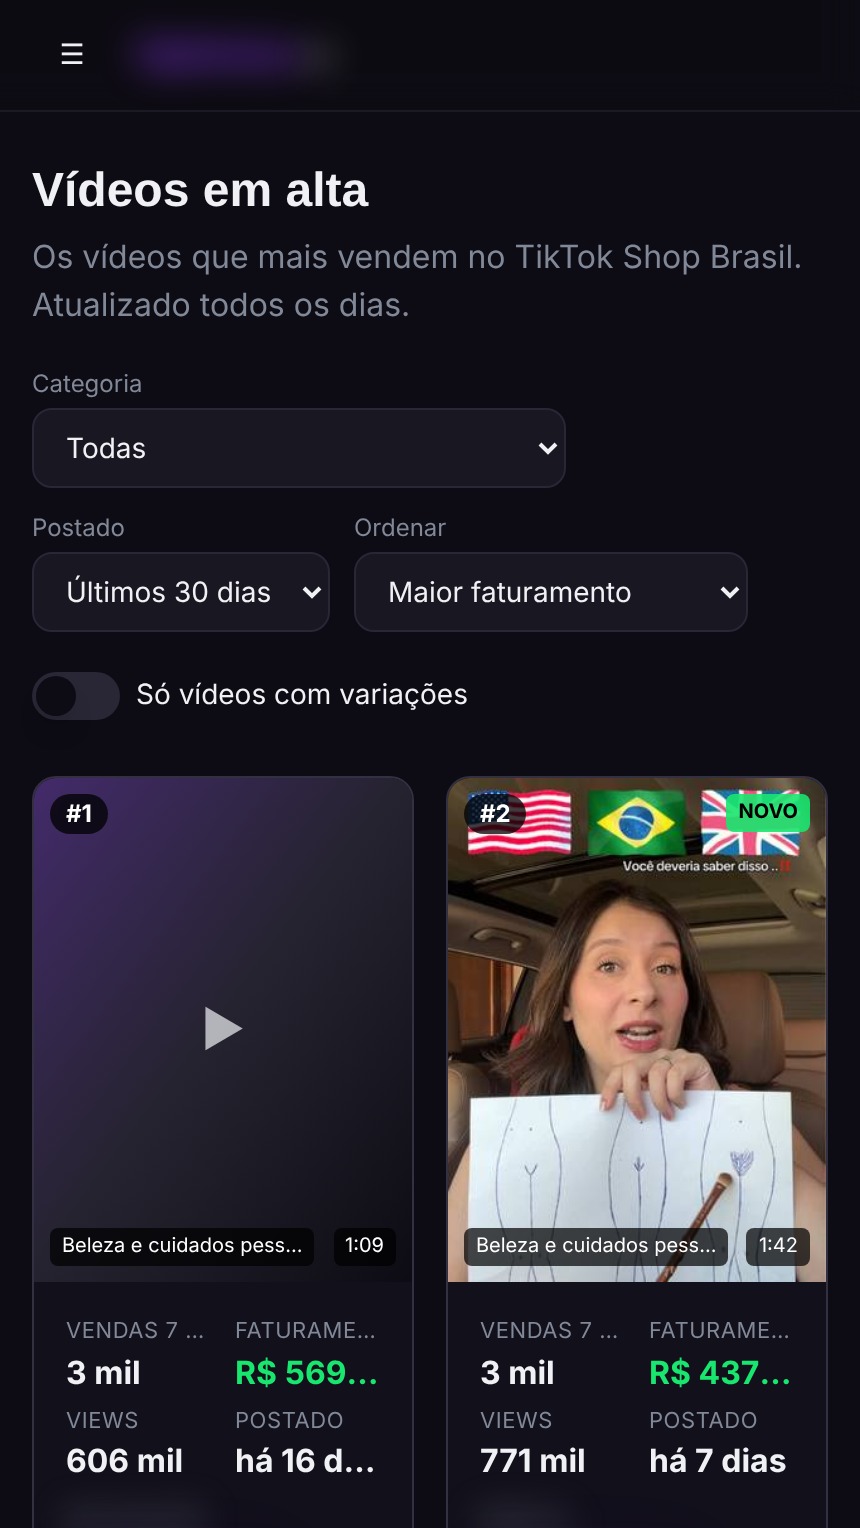 ☰
Vídeos em alta
Os vídeos que mais vendem no TikTok Shop Brasil.
Atualizado todos os dias.
Categoria
Todas
Postado
Ordenar
Últimos 30 dias
Maior faturamento
Só vídeos com variações
#1
Beleza e cuidados pess...
1:09
VENDAS 7 ...
FATURAME...
3 mil
R$ 569...
VIEWS
POSTADO
606 mil
há 16 d...
#2
NOVO
Você deveria saber disso ..‼️
Beleza e cuidados pess...
1:42
VENDAS 7 ...
FATURAME...
3 mil
R$ 437...
VIEWS
POSTADO
771 mil
há 7 dias